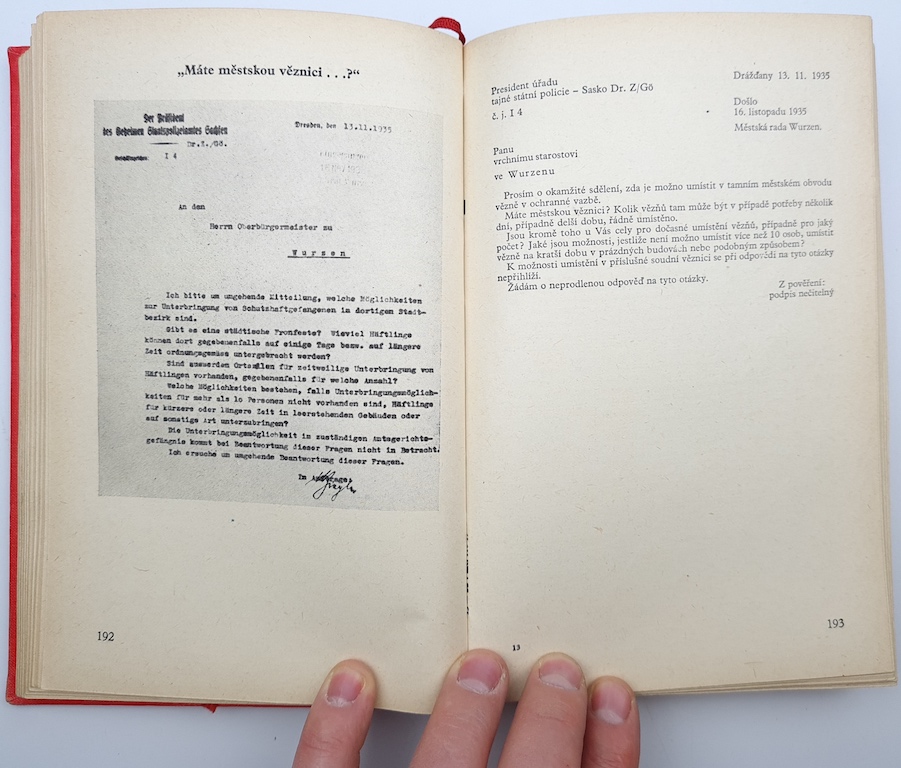 „Máte městskou věznici . . .?“
Der Präsident
des Geheimen Staatspolizeiamtes Sachsen
Dr.Z./Gö.
I 4
Dresden, den 13.11.1935
An den
Herrn Oberbürgermeister zu
Wurzen
Ich bitte um umgehende Mitteilung, welche Möglichkeiten
zur Unterbringung von Schutzhaftgefangenen im dortigen Stadt-
bezirk sind.
Gibt es eine städtische Fronfeste? Wieviel Häftlinge
können dort gegebenenfalls auf einige Tage bezw. auf längere
Zeit ordnungsgemäss untergebracht werden?
Sind ausserdem Ortszellen für zeitweilige Unterbringung von
Häftlingen vorhanden, gegebenenfalls für welche Anzahl?
Welche Möglichkeiten bestehen, falls Unterbringungsmöglich-
keiten für mehr als 10 Personen nicht vorhanden sind, Häftlinge
für kürzere oder längere Zeit in leerstehenden Gebäuden oder
auf sonstige Art unterzubringen?
Die Unterbringungsmöglichkeit im zuständigen Amtsgerichts-
gefängnis kommt bei Beantwortung dieser Fragen nicht in Betracht.
Ich ersuche um umgehende Beantwortung dieser Fragen.
Im Auftrage:
192
President úřadu
tajné státní policie – Sasko Dr. Z/Gö
č. j. I 4
Drážďany 13. 11. 1935
Došlo
16. listopadu 1935
Městská rada Wurzen.
Panu
vrchnímu starostovi
ve Wurzenu
Prosím o okamžité sdělení, zda je možno umístit v tamním městském obvodu
vězně v ochranné vazbě.
Máte městskou věznici? Kolik vězňů tam může být v případě potřeby několik
dní, případně delší dobu, řádně umístěno.
Jsou kromě toho u Vás cely pro dočasné umístění vězňů, případně pro jaký
počet? Jaké jsou možnosti, jestliže není možno umístit více než 10 osob, umístit
vězně na kratší dobu v prázdných budovách nebo podobným způsobem?
K možnosti umístění v příslušné soudní věznici se při odpovědi na tyto otázky
nepřihlíží.
Žádám o neprodlenou odpověď na tyto otázky.
Z pověření:
podpis nečitelný
13
193